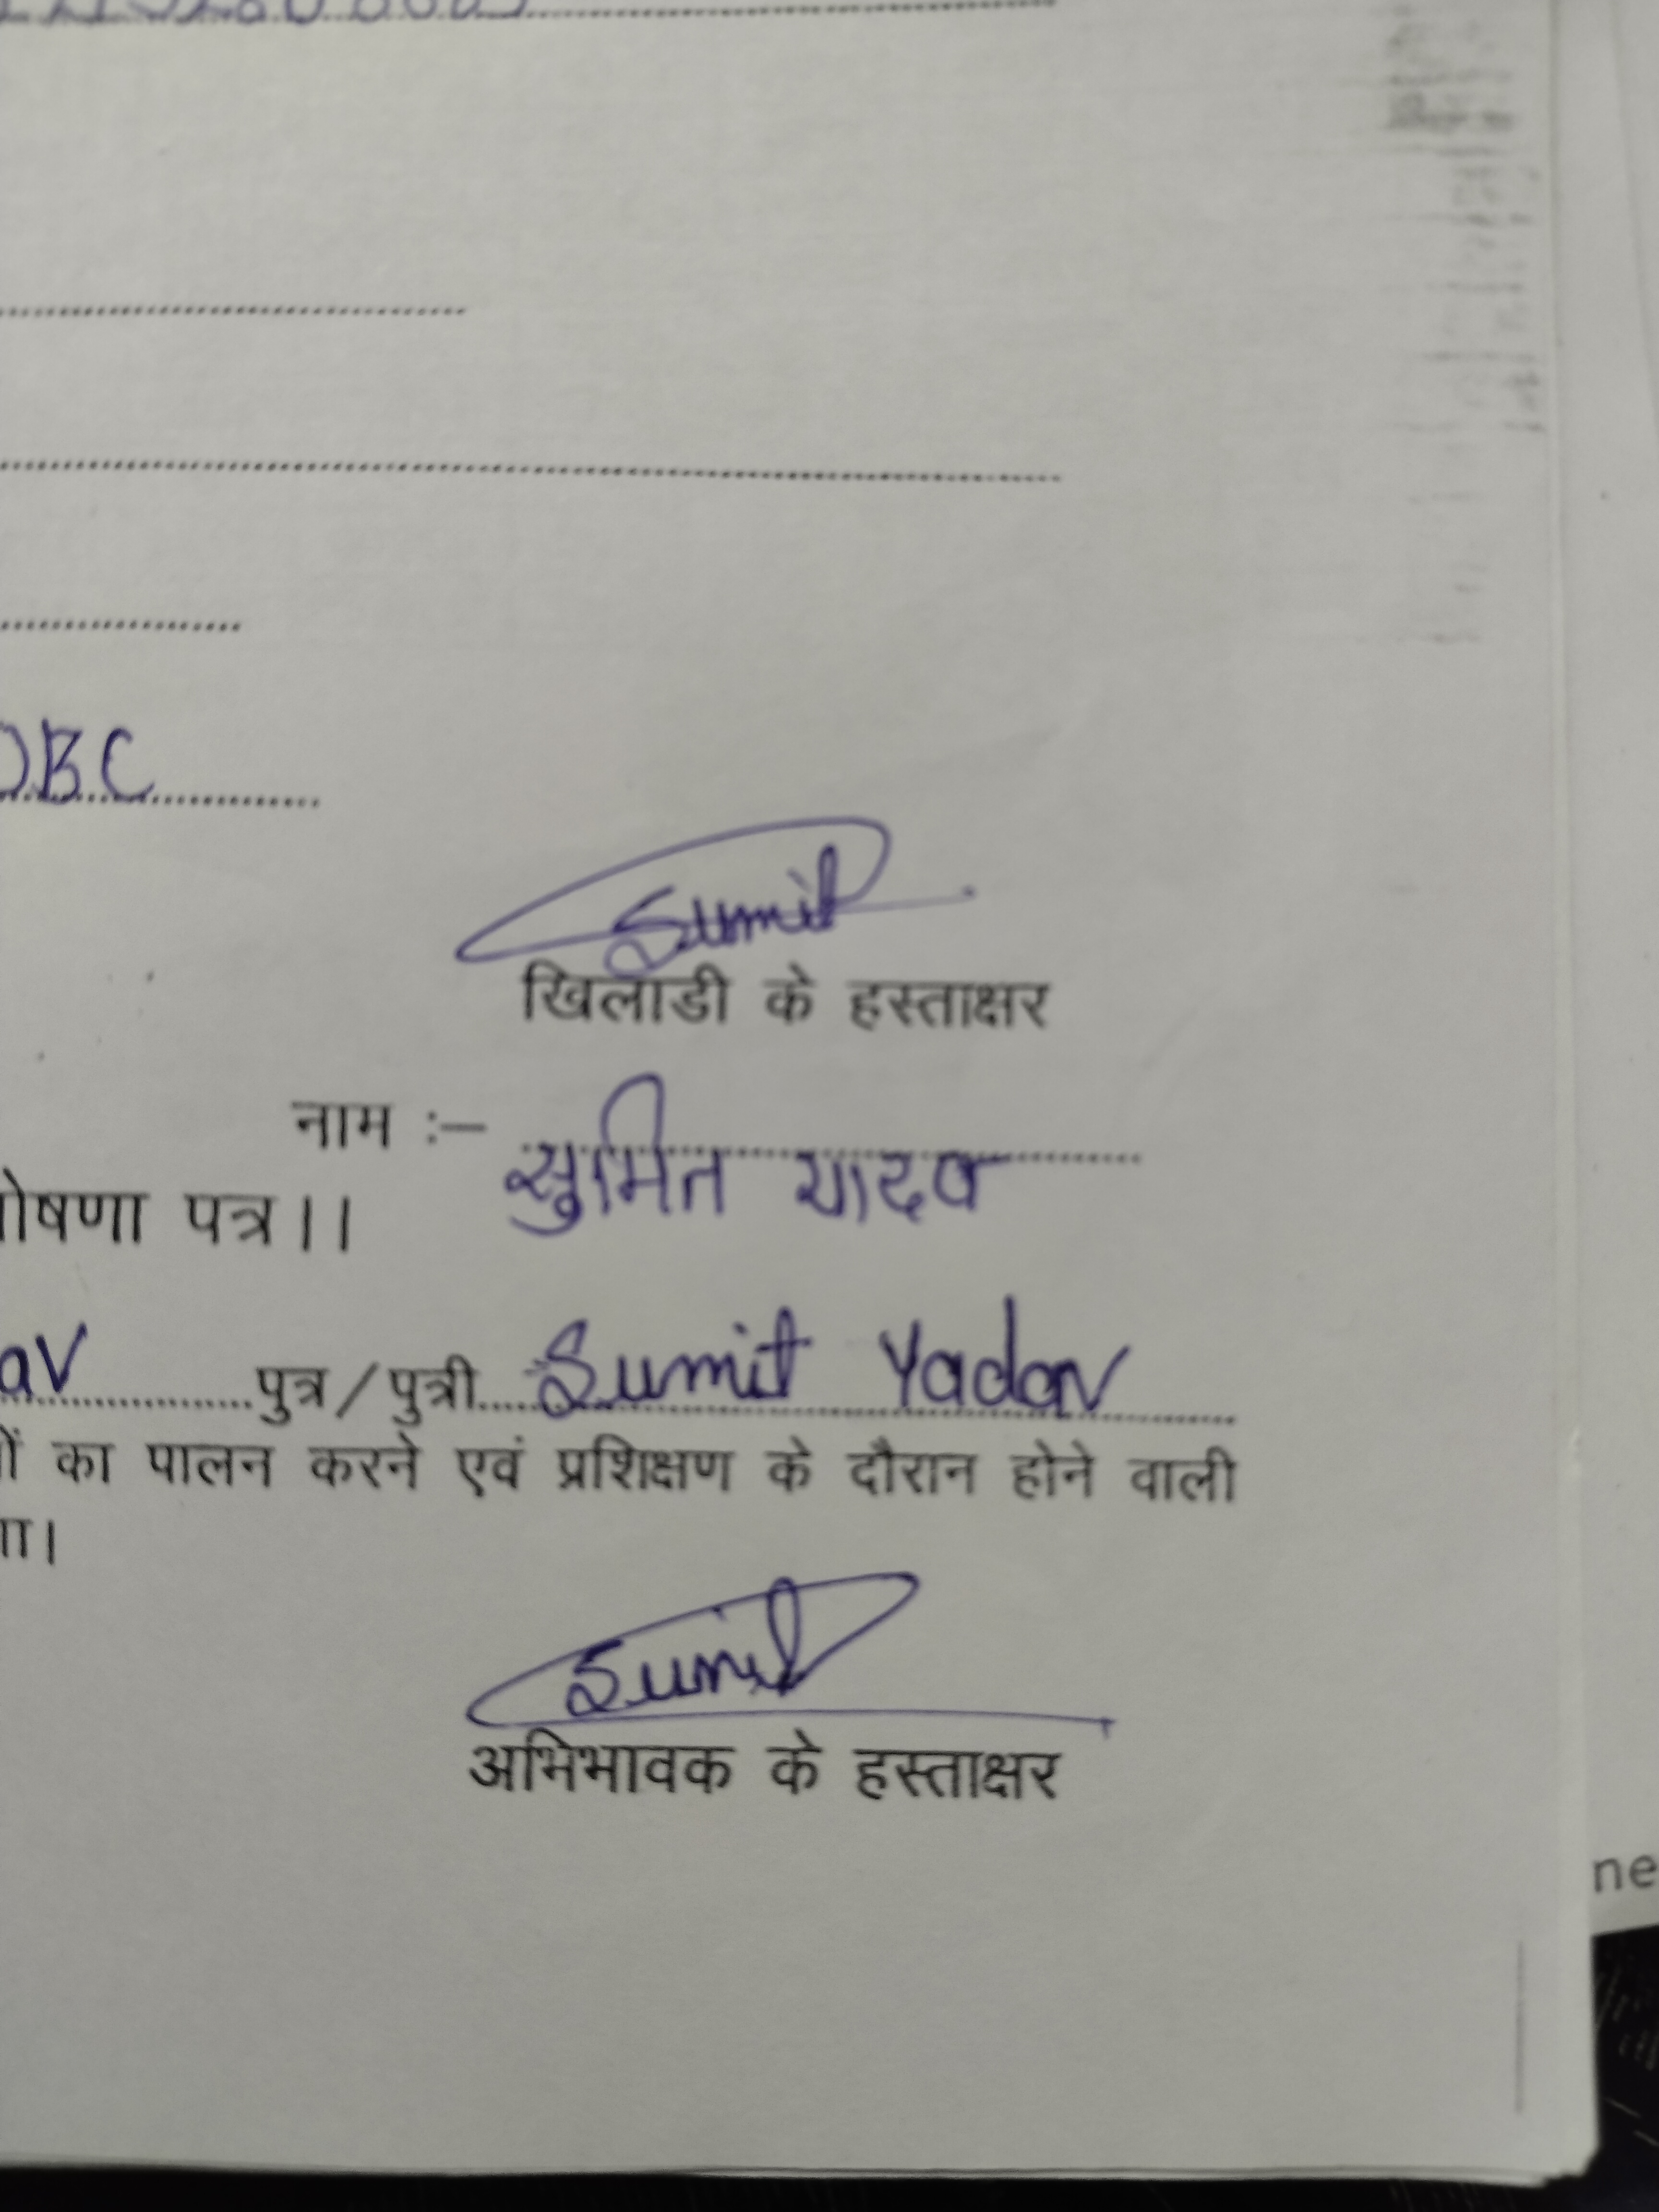 OBC
Sumit
खिलाडी के हस्ताक्षर
नाम :–
सुमित यादव
घोषणा पत्र।।
av पुत्र/पुत्री Sumit Yadav
का पालन करने एवं प्रशिक्षण के दौरान होने वाली
गा।
Sumit
अभिभावक के हस्ताक्षर
ne